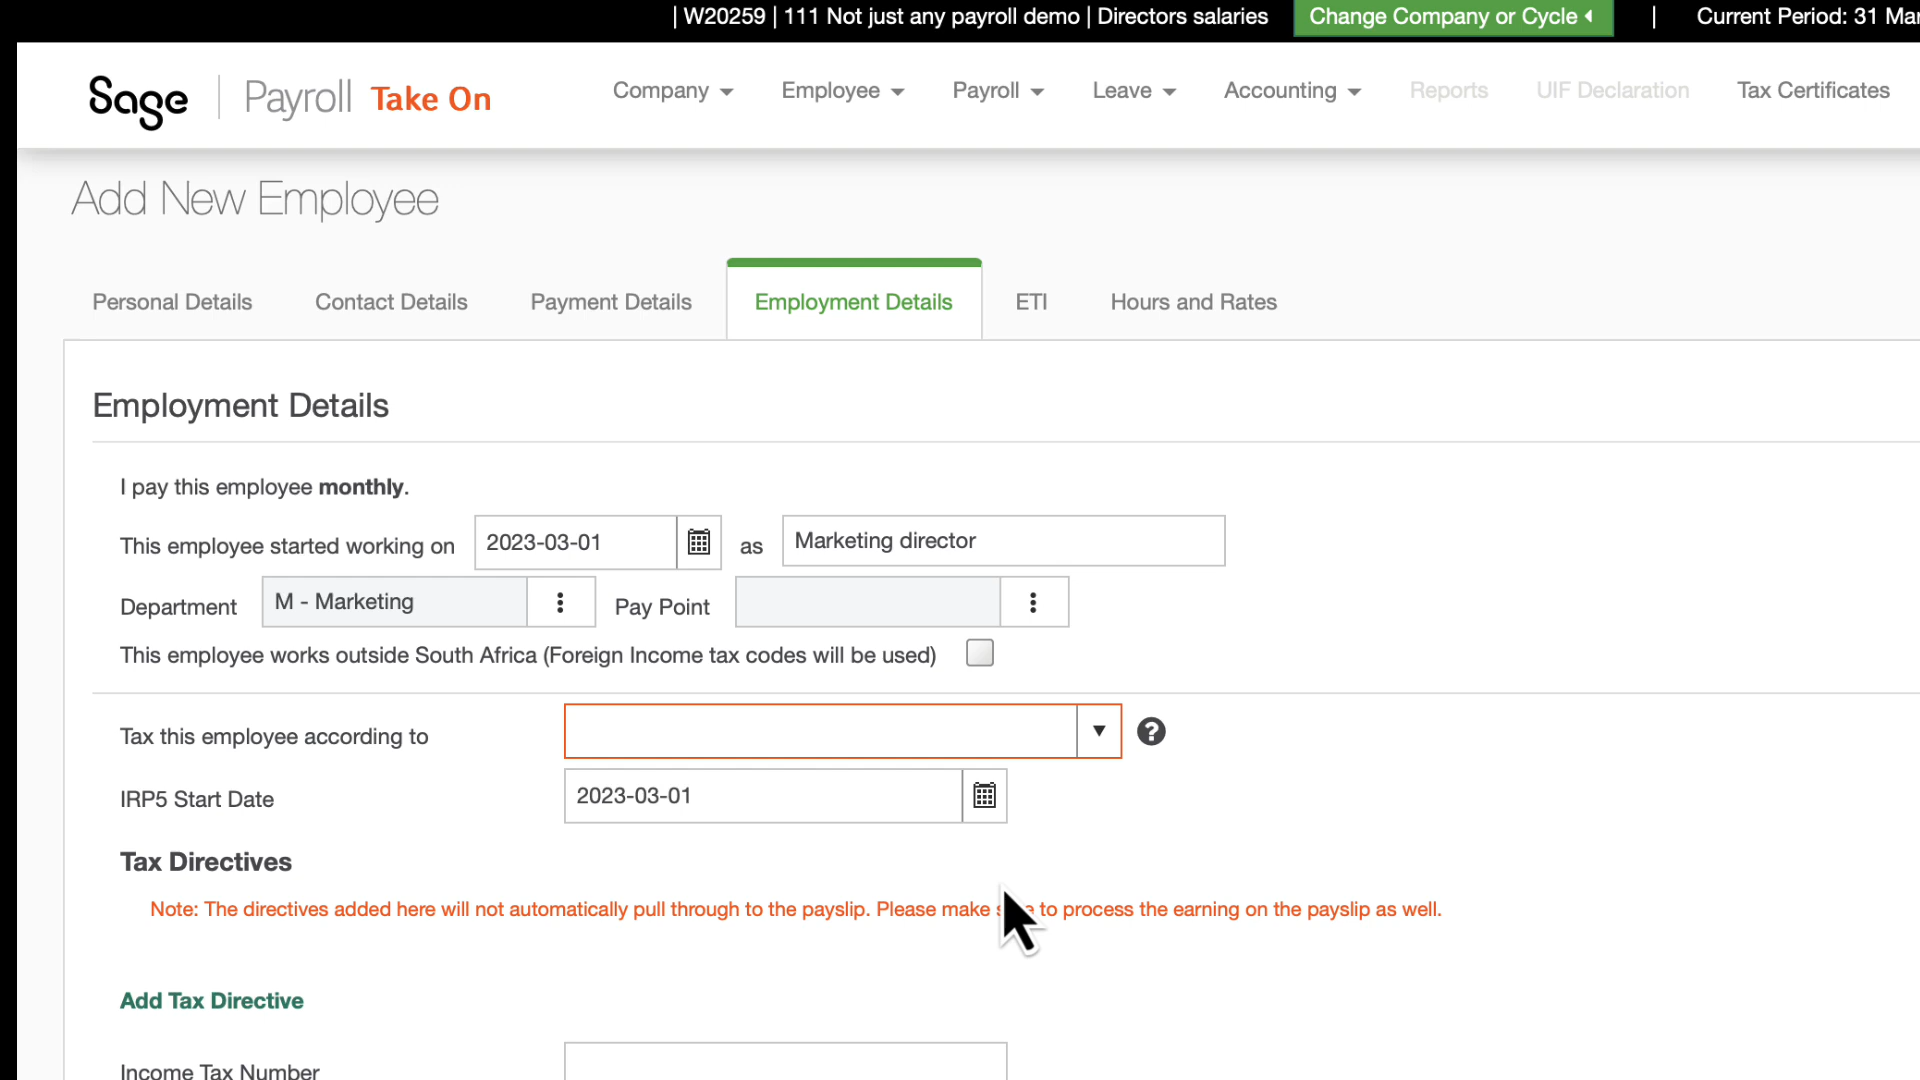 | W20259 | 111 Not just any payroll demo | Directors salaries Change Company or Cycle | Current Period: 31 Mar
Sage Payroll Take On Company Employee Payroll Leave Accounting Reports UIF Declaration Tax Certificates
Add New Employee
Personal Details Contact Details Payment Details Employment Details ETI Hours and Rates
Employment Details
I pay this employee monthly.
This employee started working on 2023-03-01 as Marketing director
Department M - Marketing Pay Point
This employee works outside South Africa (Foreign Income tax codes will be used)
Tax this employee according to ?
IRP5 Start Date 2023-03-01
Tax Directives
Note: The directives added here will not automatically pull through to the payslip. Please make to process the earning on the payslip as well.
Add Tax Directive
Income Tax Number